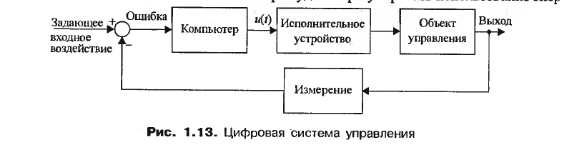 Задающее
входное
воздействие
+
−
Ошибка
Компьютер
u(t)
Исполнительное
устройство
Объект
управления
Выход
Измерение
Рис. 1.13. Цифровая система управления